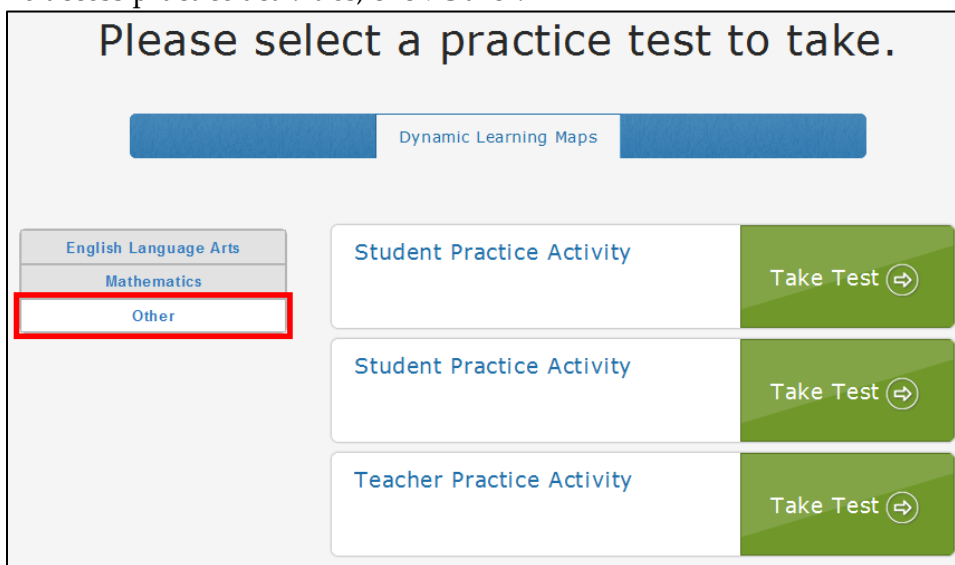 Please select a practice test to take.
Dynamic Learning Maps
English Language Arts
Mathematics
Other
Student Practice Activity
Take Test
Student Practice Activity
Take Test
Teacher Practice Activity
Take Test